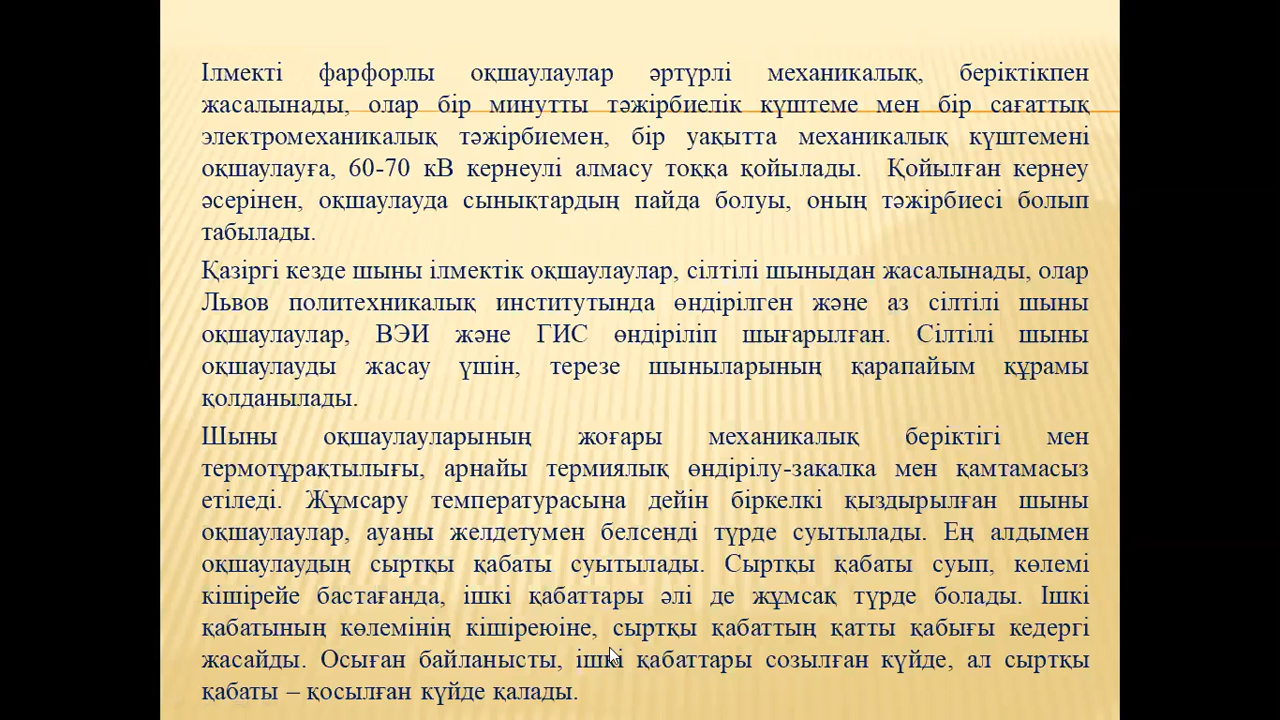 Ілмекті фарфорлы оқшаулаулар әртүрлі механикалық, беріктікпен
жасалынады, олар бір минутты тәжірбиелік күштеме мен бір сағаттық
электромеханикалық тәжірбиемен, бір уақытта механикалық күштемені
оқшаулауға, 60-70 кВ кернеулі алмасу тоққа қойылады. Қойылған кернеу
әсерінен, оқшаулауда сынықтардың пайда болуы, оның тәжірбиесі болып
табылады.
Қазіргі кезде шыны ілмектік оқшаулаулар, сілтілі шыныдан жасалынады, олар
Львов политехникалық институтында өндірілген және аз сілтілі шыны
оқшаулаулар, ВЭИ және ГИС өндіріліп шығарылған. Сілтілі шыны
оқшаулауды жасау үшін, терезе шыныларының қарапайым құрамы
қолданылады.
Шыны оқшаулауларының жоғары механикалық беріктігі мен
термотұрақтылығы, арнайы термиялық өндірілу-закалка мен қамтамасыз
етіледі. Жұмсару температурасына дейін біркелкі қыздырылған шыны
оқшаулаулар, ауаны желдетумен белсенді түрде суытылады. Ең алдымен
оқшаулаудың сыртқы қабаты суытылады. Сыртқы қабаты суып, көлемі
кішірейе бастағанда, ішкі қабаттары әлі де жұмсақ түрде болады. Ішкі
қабатының көлемінің кішіреюіне, сыртқы қабаттың қатты қабығы кедергі
жасайды. Осыған байланысты, ішкі қабаттары созылған күйде, ал сыртқы
қабаты – қосылған күйде қалады.